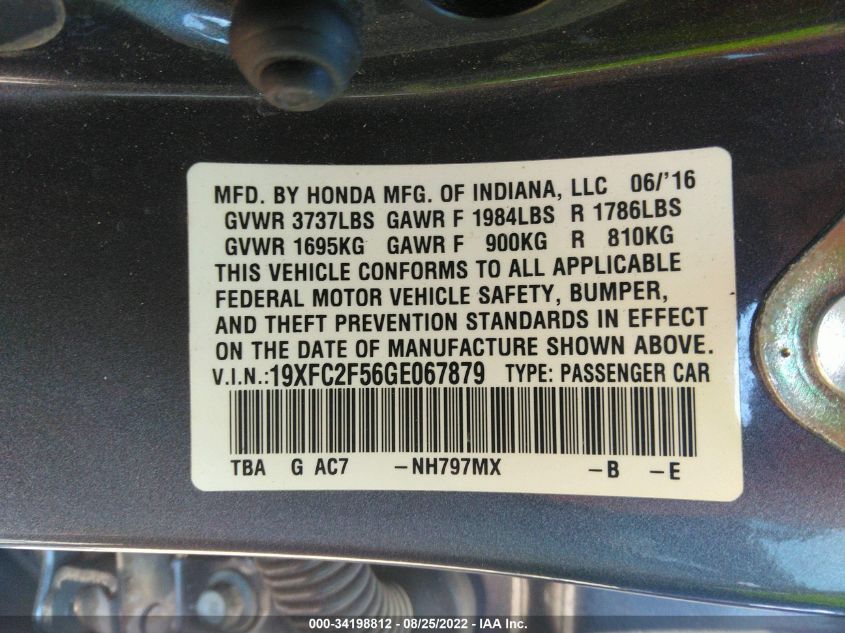 MFD. BY HONDA MFG. OF INDIANA, LLC 06/'16
GVWR 3737LBS GAWR F 1984LBS R 1786LBS
GVWR 1695KG GAWR F 900KG R 810KG
THIS VEHICLE CONFORMS TO ALL APPLICABLE
FEDERAL MOTOR VEHICLE SAFETY, BUMPER,
AND THEFT PREVENTION STANDARDS IN EFFECT
ON THE DATE OF MANUFACTURE SHOWN ABOVE.
V.I.N.:19XFC2F56GE067879 TYPE: PASSENGER CAR
TBA G AC7 –NH797MX –B –E
000-34198812 - 08/25/2022 - IAA Inc.